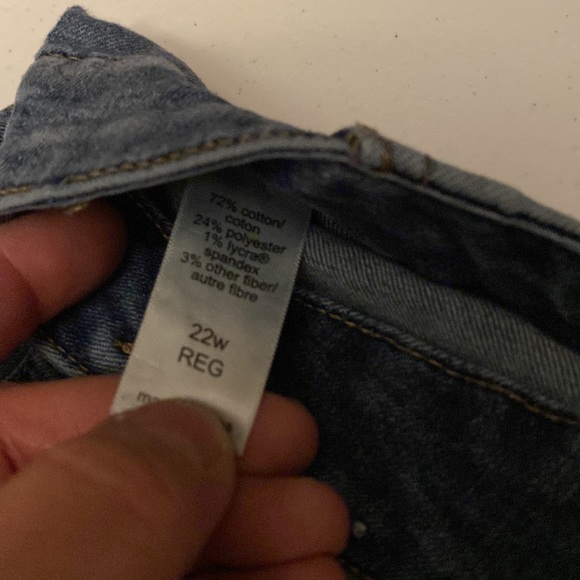 72% cotton/
coton
24% polyester
1% lycra®
spandex
3% other fiber/
autre fibre
22w
REG